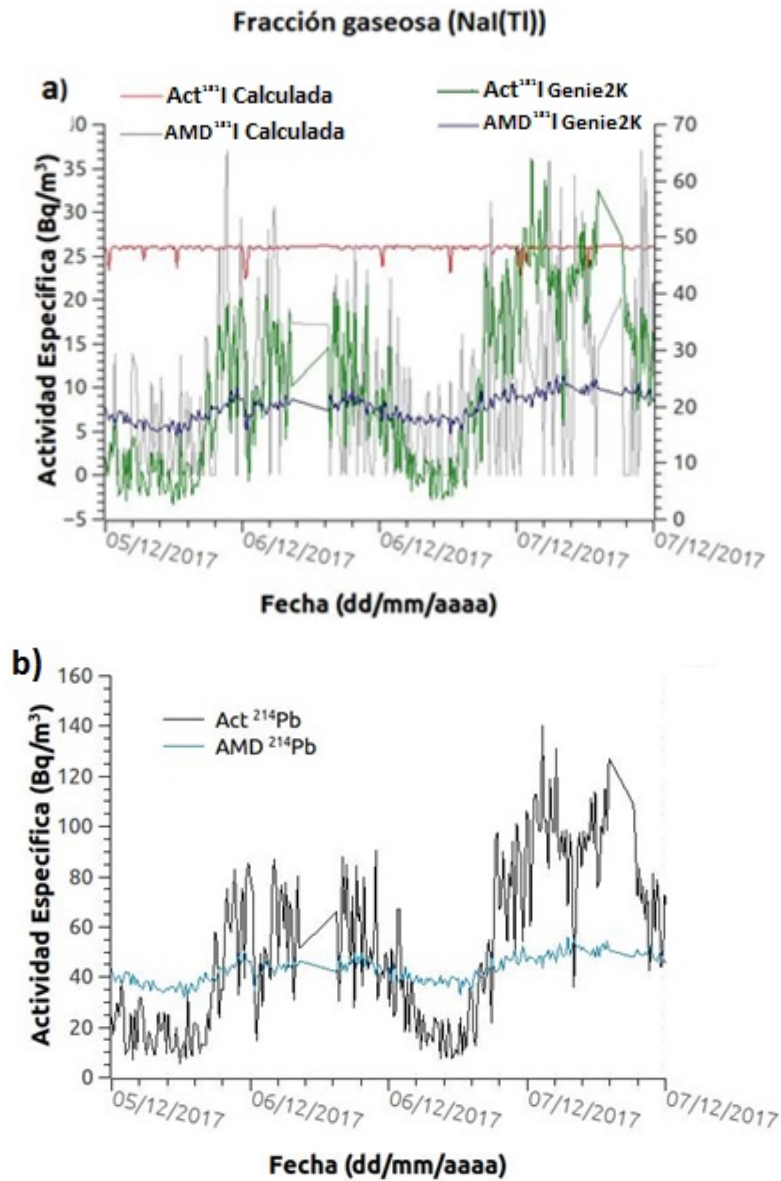 Fracción gaseosa (NaI(Tl))
a)
Act¹³¹I Calculada
Act¹³¹I Genie2K
AMD¹³¹I Calculada
AMD¹³¹I Genie2K
30 70
35 60
30
25 50
20 40
15
10 30
5 20
0 10
−5 0
Actividad Específica (Bq/m³)
05/12/2017 06/12/2017 06/12/2017 07/12/2017 07/12/2017
Fecha (dd/mm/aaaa)
b)
160
140
120
100
80
60
40
20
0
Act ²¹⁴Pb
AMD ²¹⁴Pb
Actividad Específica (Bq/m³)
05/12/2017 06/12/2017 06/12/2017 07/12/2017 07/12/2017
Fecha (dd/mm/aaaa)